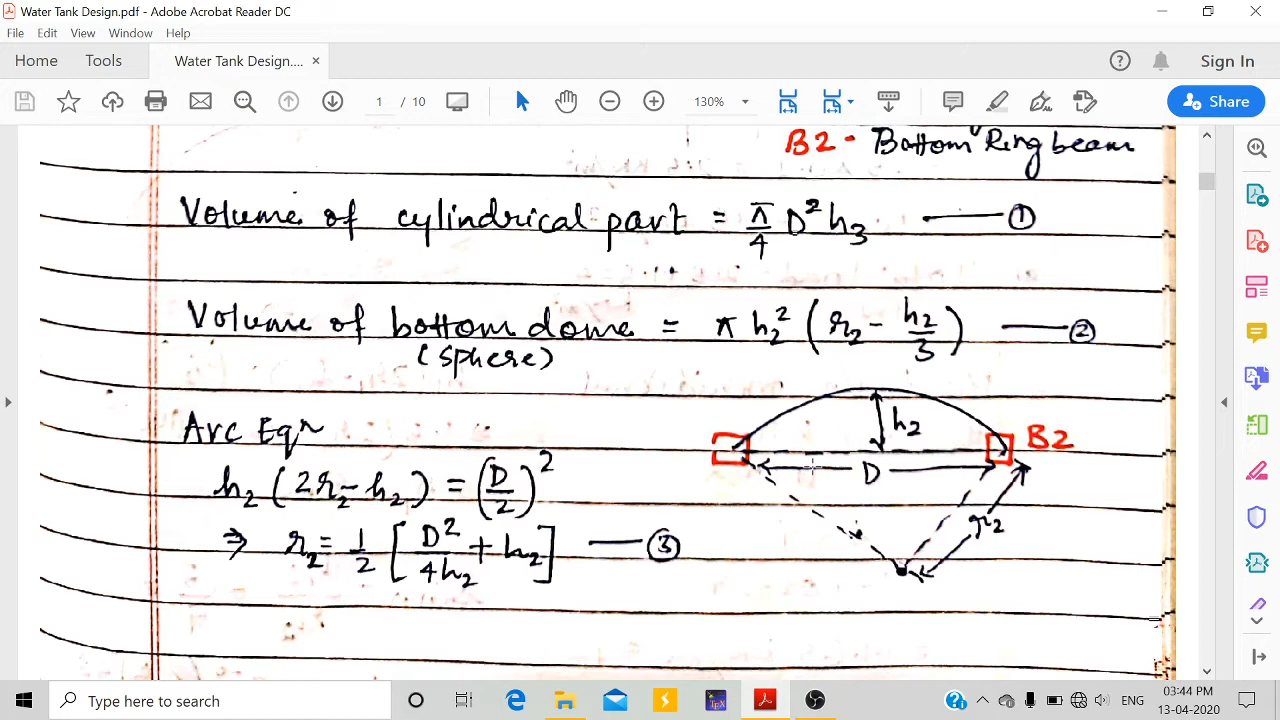 Water Tank Design.pdf - Adobe Acrobat Reader DC
File Edit View Window Help
Home Tools Water Tank Design.... × Sign In
1 / 10 130% Share
B2 - Bottom Ring beam
Volume of cylindrical part = π/4 D² h₃ —— ①
Volume of bottom dome = π h₂² (r₂ - h₂/3) —— ②
(sphere)
Arc Eqn
h₂ (2r₂ - h₂) = (D/2)²
⇒ r₂ = 1/2 [D²/4h₂ + h₂] —— ③
h₂
B2
D
r₂
Type here to search
ENG
03:44 PM
13-04-2020